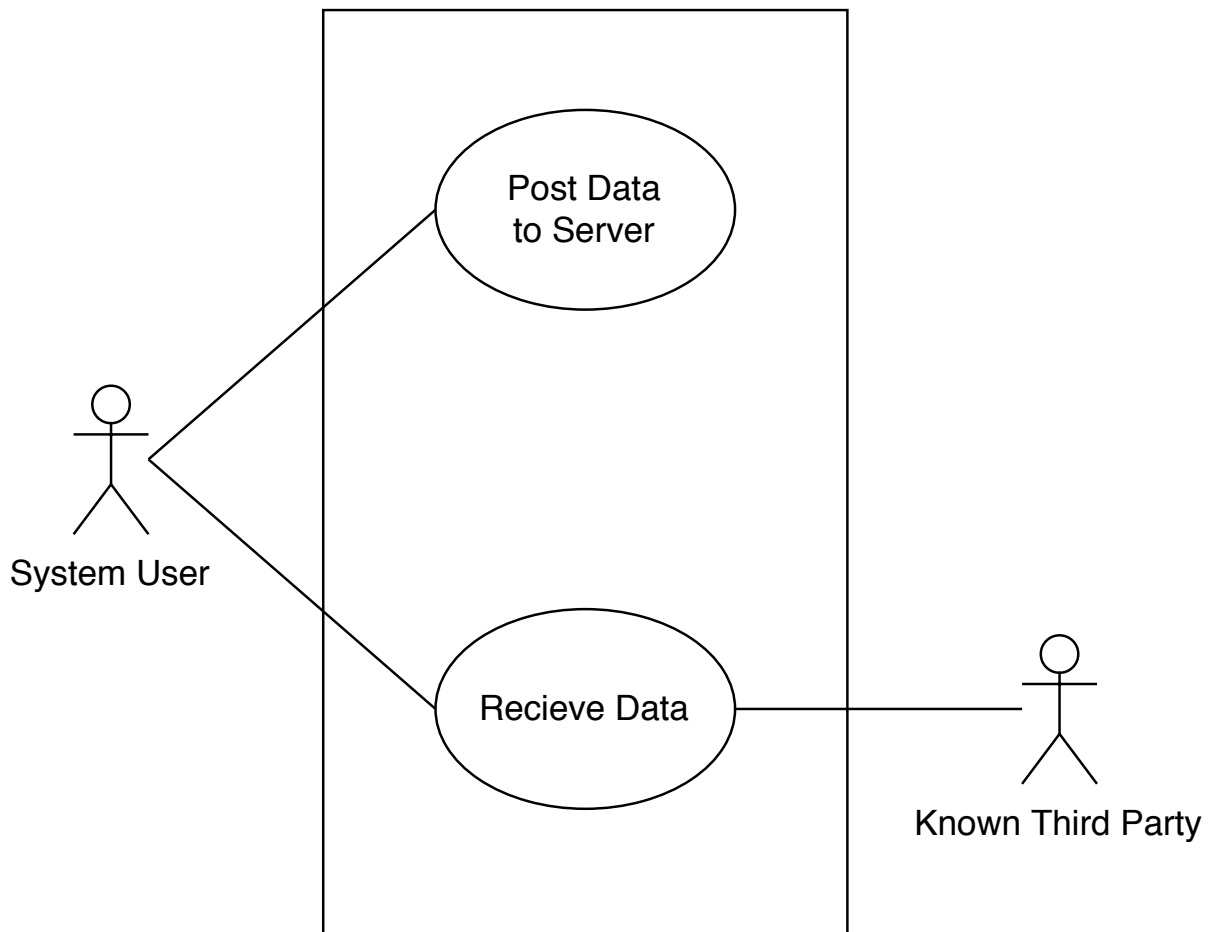 Post Data
to Server
System User
Recieve Data
Known Third Party